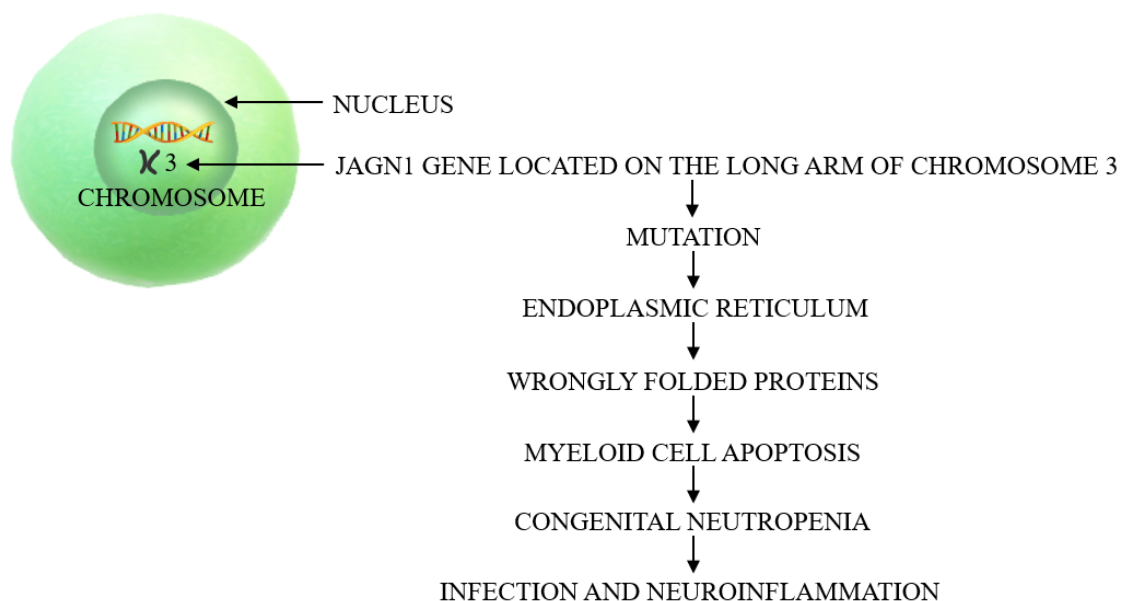 NUCLEUS
3
JAGN1 GENE LOCATED ON THE LONG ARM OF CHROMOSOME 3
CHROMOSOME
MUTATION
ENDOPLASMIC RETICULUM
WRONGLY FOLDED PROTEINS
MYELOID CELL APOPTOSIS
CONGENITAL NEUTROPENIA
INFECTION AND NEUROINFLAMMATION